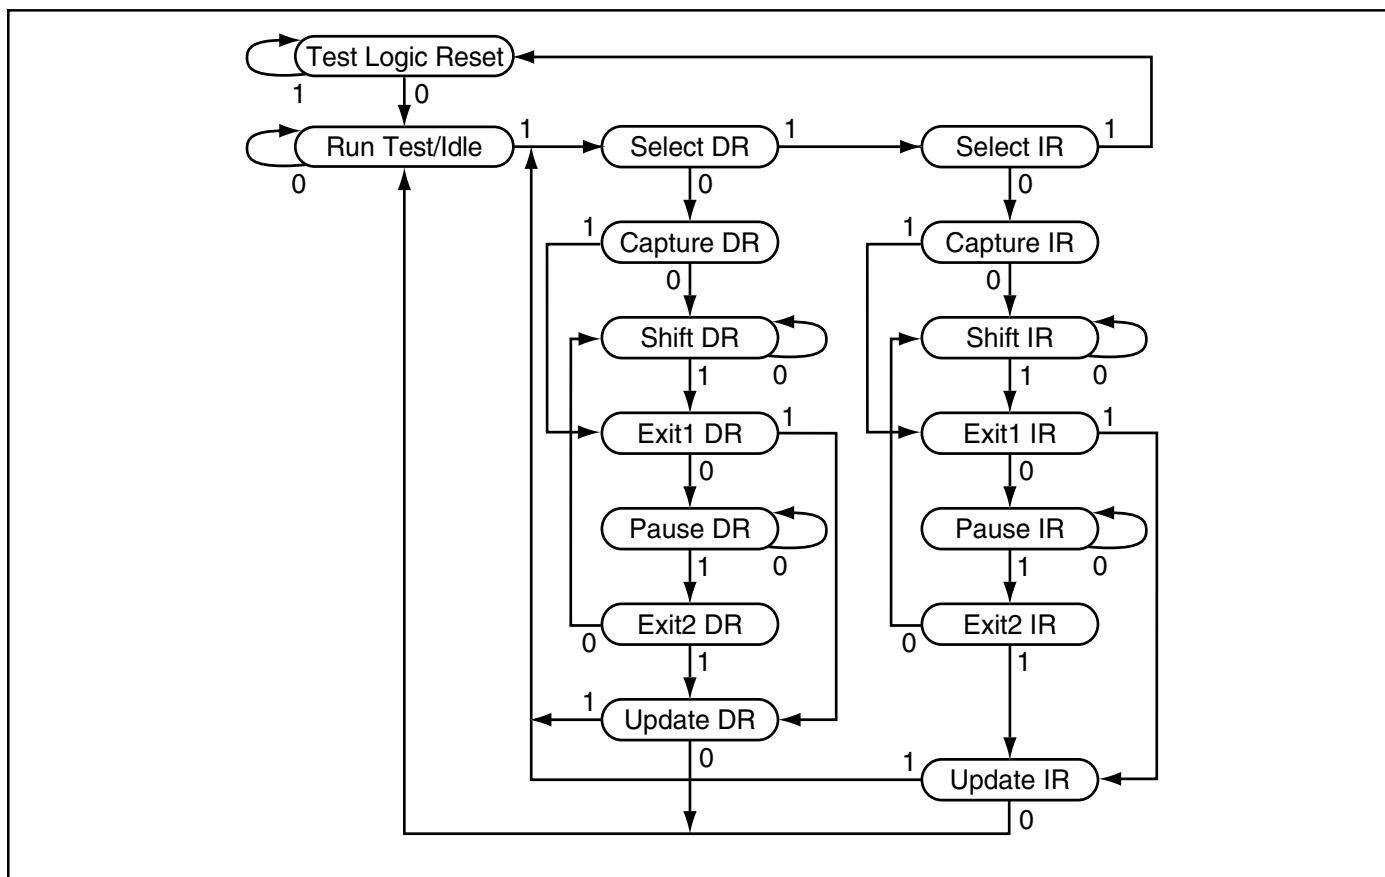 Test Logic Reset
1
0
Run Test/Idle
1
0
Select DR
1
0
Select IR
1
0
1
Capture DR
0
1
Capture IR
0
Shift DR
1
0
Shift IR
1
0
Exit1 DR
1
0
Exit1 IR
1
0
Pause DR
1
0
Pause IR
1
0
Exit2 DR
0
1
Exit2 IR
0
1
1
Update DR
0
1
Update IR
0